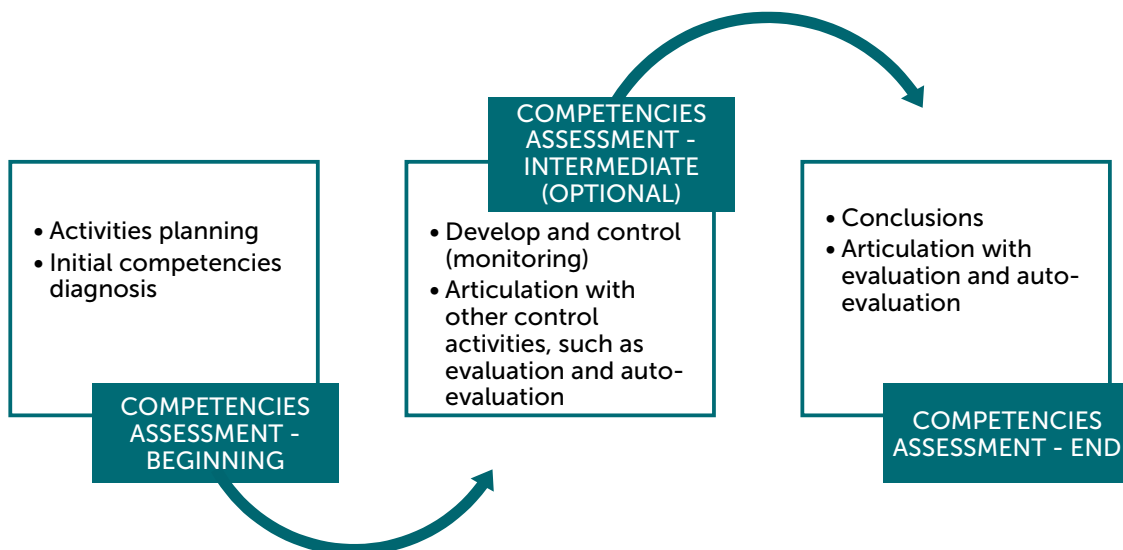 • Activities planning
• Initial competencies
diagnosis
COMPETENCIES
ASSESSMENT -
BEGINNING
COMPETENCIES
ASSESSMENT -
INTERMEDIATE
(OPTIONAL)
• Develop and control
(monitoring)
• Articulation with
other control
activities, such as
evaluation and auto-
evaluation
• Conclusions
• Articulation with
evaluation and auto-
evaluation
COMPETENCIES
ASSESSMENT - END